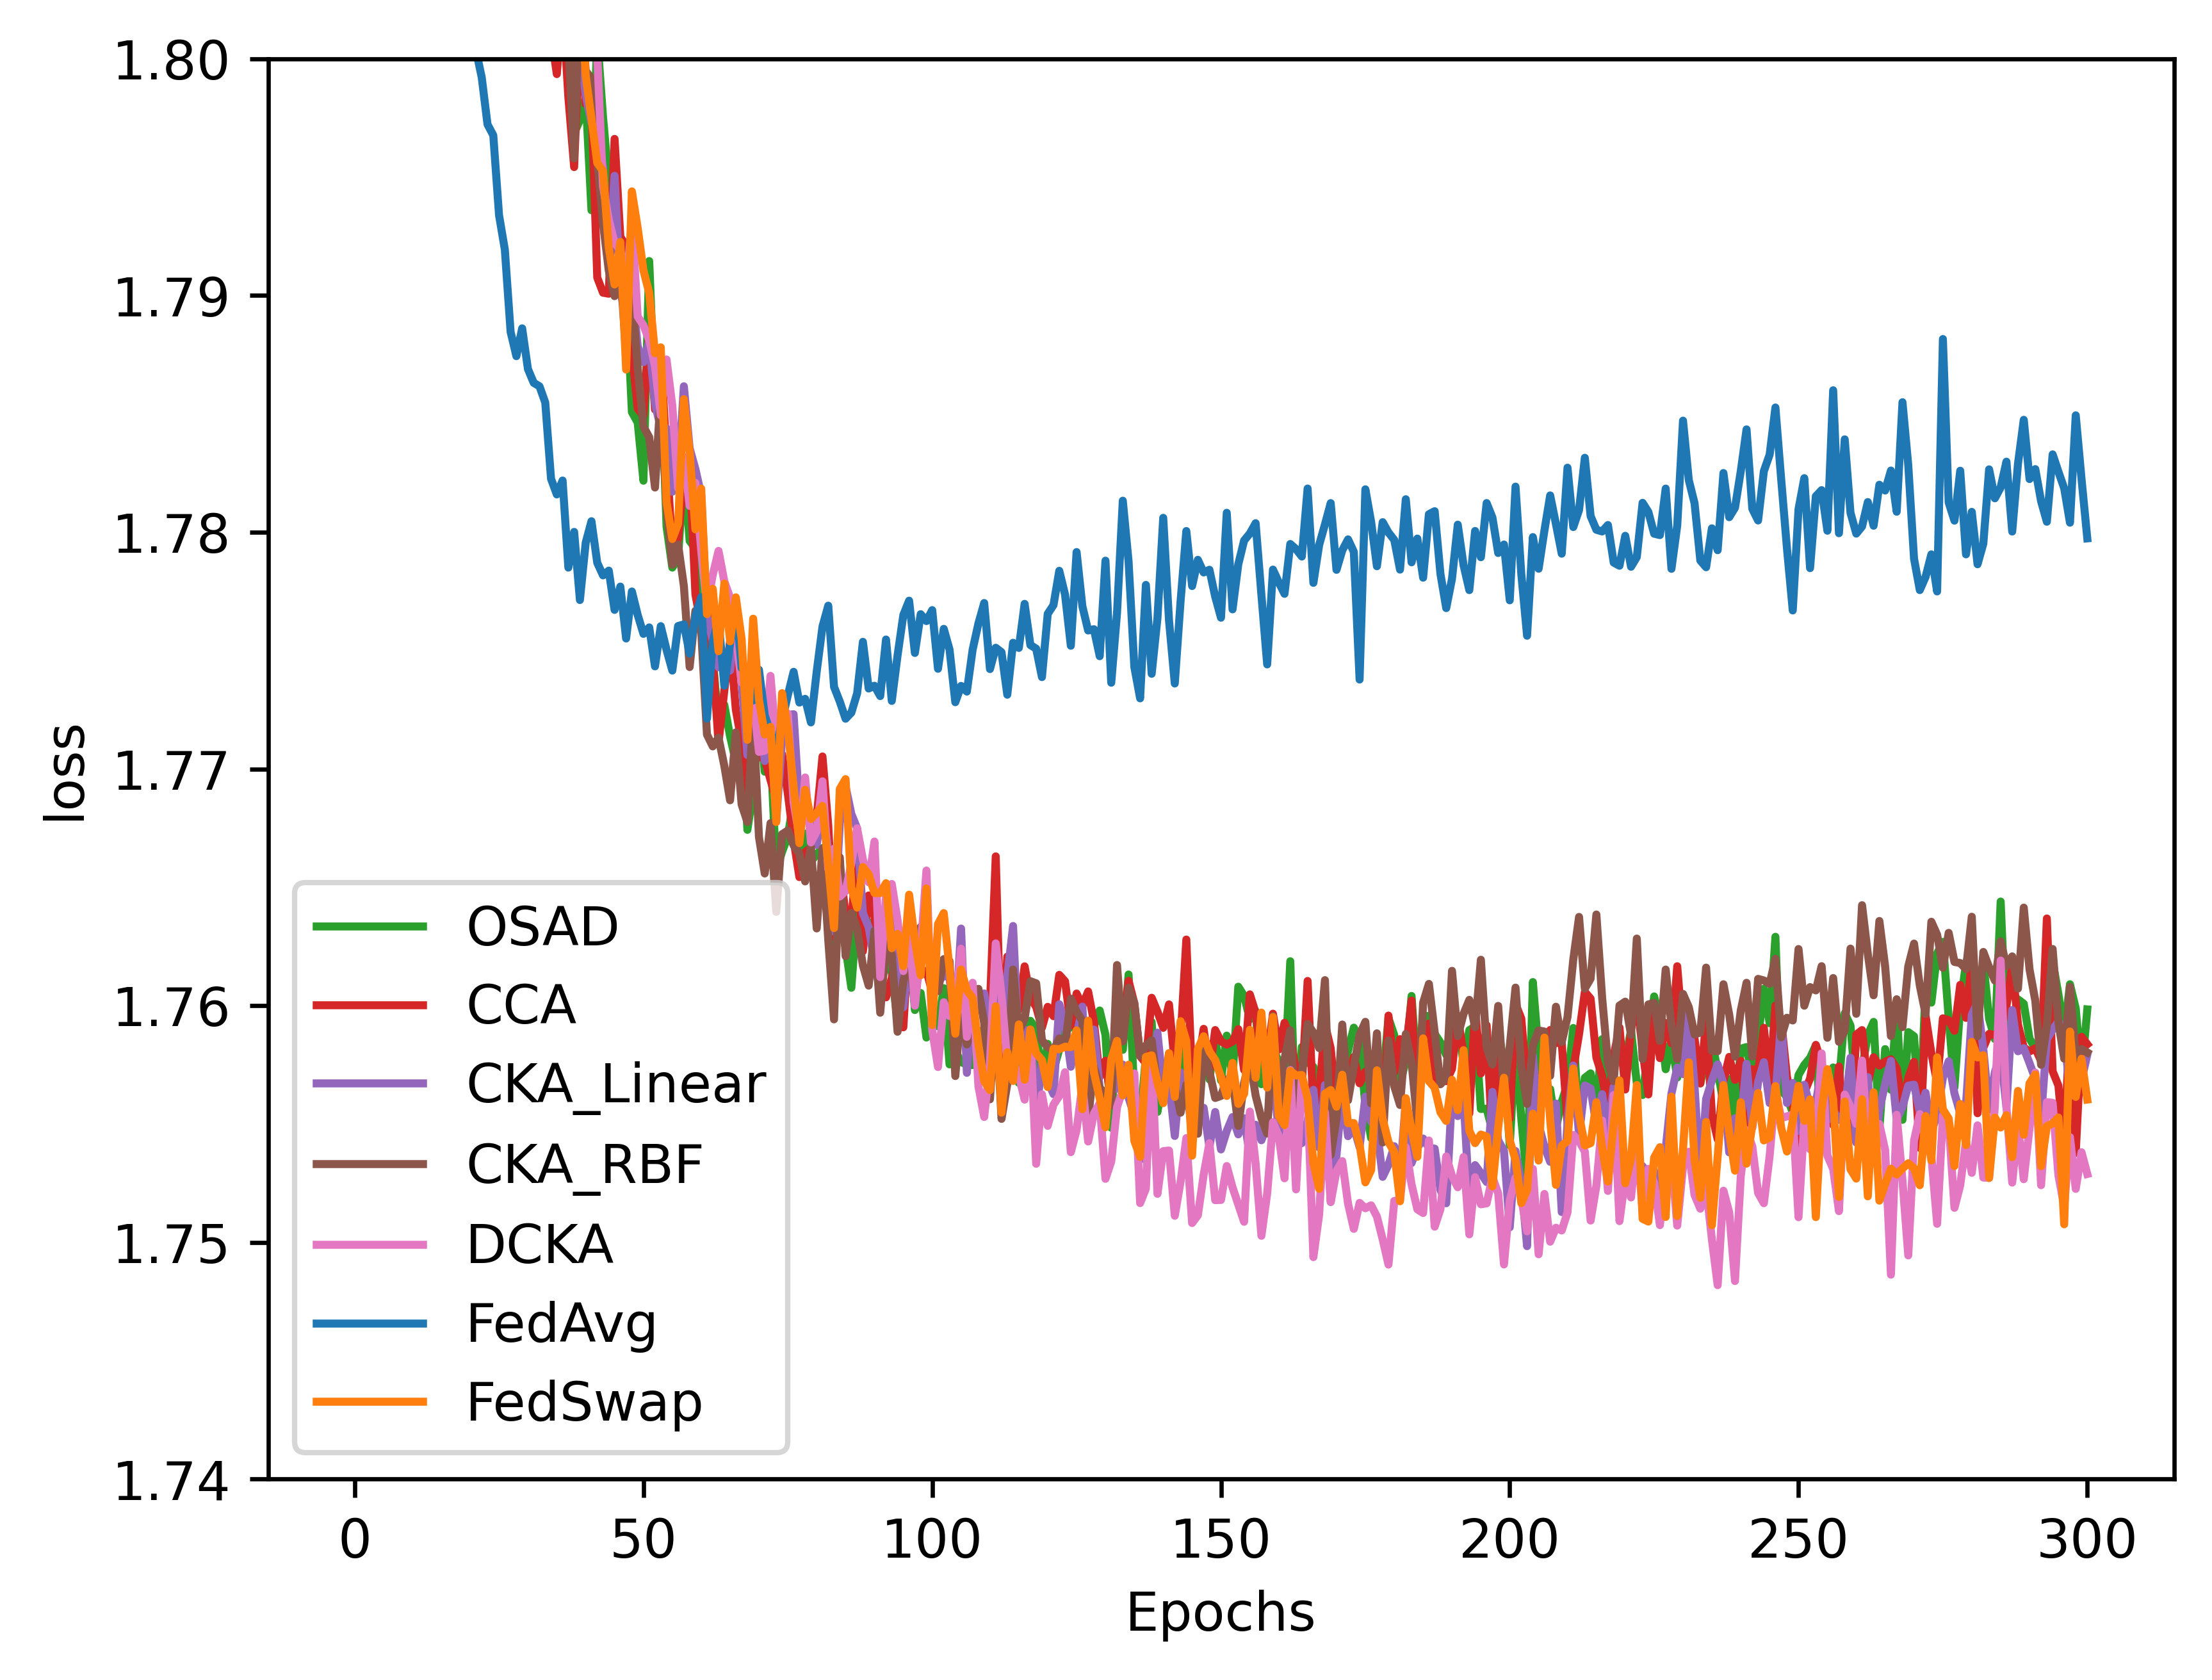 1.80
1.79
1.78
1.77
1.76
1.75
1.74
loss
OSAD
CCA
CKA_Linear
CKA_RBF
DCKA
FedAvg
FedSwap
0 50 100 150 200 250 300
Epochs